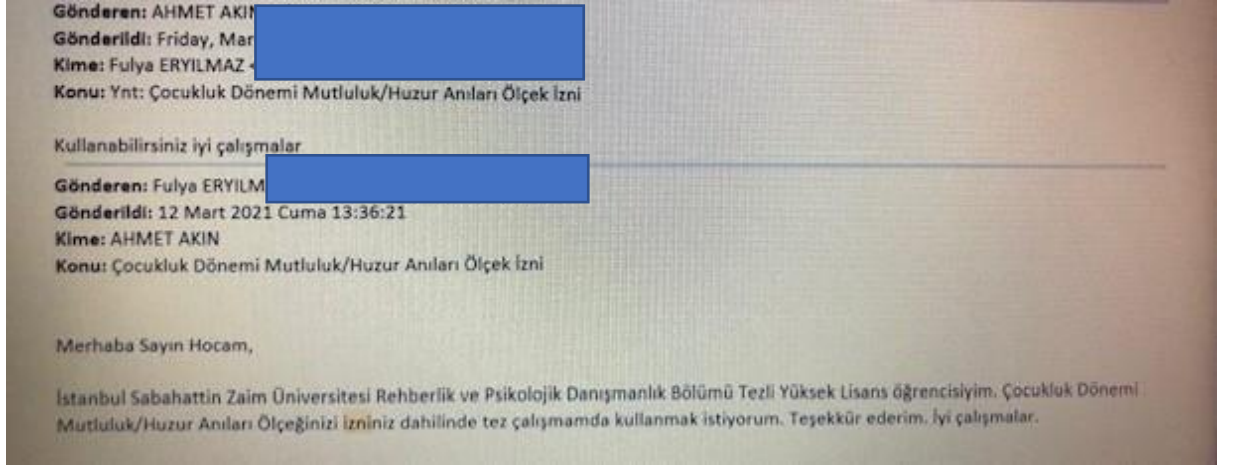 Gönderen: AHMET AKIN
Gönderildi: Friday, Mar
Kime: Fulya ERYILMAZ
Konu: Ynt: Çocukluk Dönemi Mutluluk/Huzur Anıları Ölçek İzni
Kullanabilirsiniz iyi çalışmalar
Gönderen: Fulya ERYILM
Gönderildi: 12 Mart 2021 Cuma 13:36:21
Kime: AHMET AKIN
Konu: Çocukluk Dönemi Mutluluk/Huzur Anıları Ölçek İzni
Merhaba Sayın Hocam,
İstanbul Sabahattin Zaim Üniversitesi Rehberlik ve Psikolojik Danışmanlık Bölümü Tezli Yüksek Lisans öğrencisiyim. Çocukluk Dönemi
Mutluluk/Huzur Anıları Ölçeğinizi izniniz dahilinde tez çalışmamda kullanmak istiyorum. Teşekkür ederim. İyi çalışmalar.